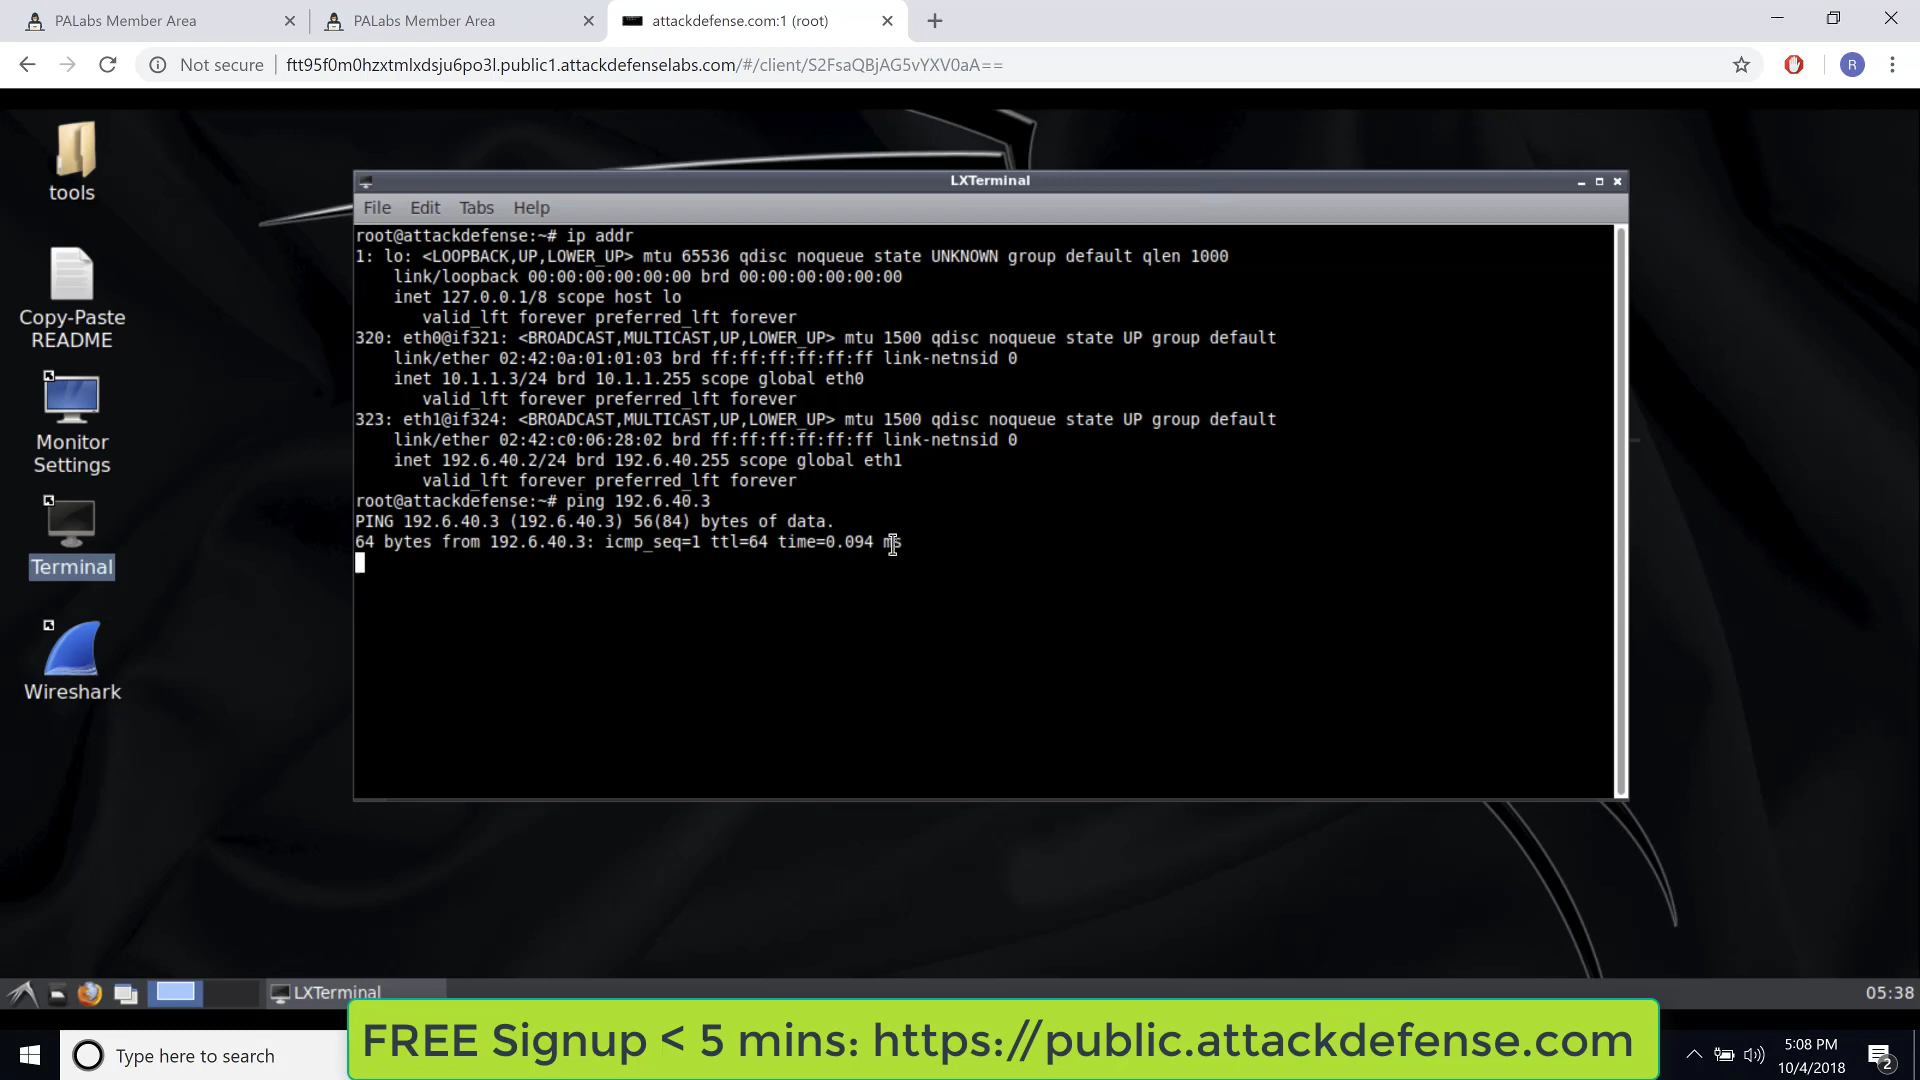 PALabs Member Area
PALabs Member Area
attackdefense.com:1 (root)
Not secure
ftt95f0m0hzxtmlxdsju6po3l.public1.attackdefenselabs.com/#/client/S2FsaQBjAG5vYXV0aA==
R
tools
Copy-Paste
README
Monitor
Settings
Terminal
Wireshark
LXTerminal
File Edit Tabs Help
root@attackdefense:~# ip addr
1: lo: <LOOPBACK,UP,LOWER_UP> mtu 65536 qdisc noqueue state UNKNOWN group default qlen 1000
    link/loopback 00:00:00:00:00:00 brd 00:00:00:00:00:00
    inet 127.0.0.1/8 scope host lo
       valid_lft forever preferred_lft forever
320: eth0@if321: <BROADCAST,MULTICAST,UP,LOWER_UP> mtu 1500 qdisc noqueue state UP group default
    link/ether 02:42:0a:01:01:03 brd ff:ff:ff:ff:ff:ff link-netnsid 0
    inet 10.1.1.3/24 brd 10.1.1.255 scope global eth0
       valid_lft forever preferred_lft forever
323: eth1@if324: <BROADCAST,MULTICAST,UP,LOWER_UP> mtu 1500 qdisc noqueue state UP group default
    link/ether 02:42:c0:06:28:02 brd ff:ff:ff:ff:ff:ff link-netnsid 0
    inet 192.6.40.2/24 brd 192.6.40.255 scope global eth1
       valid_lft forever preferred_lft forever
root@attackdefense:~# ping 192.6.40.3
PING 192.6.40.3 (192.6.40.3) 56(84) bytes of data.
64 bytes from 192.6.40.3: icmp_seq=1 ttl=64 time=0.094 ms
LXTerminal
05:38
FREE Signup < 5 mins: https://public.attackdefense.com
Type here to search
5:08 PM
10/4/2018
2